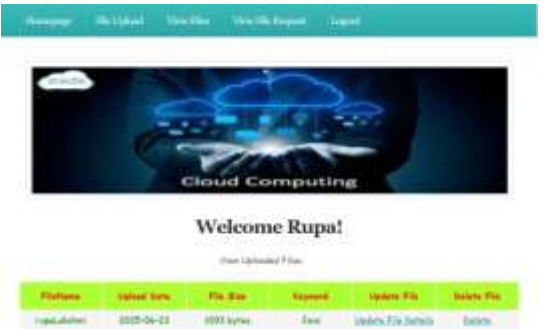 Homepage File Upload View Files View File Request Logout
Cloud Computing
Welcome Rupa!
Your Uploaded Files
FileName Upload Date File Size Keyword Update File Delete File
2025-06-23 bytes Java Update File Details Delete